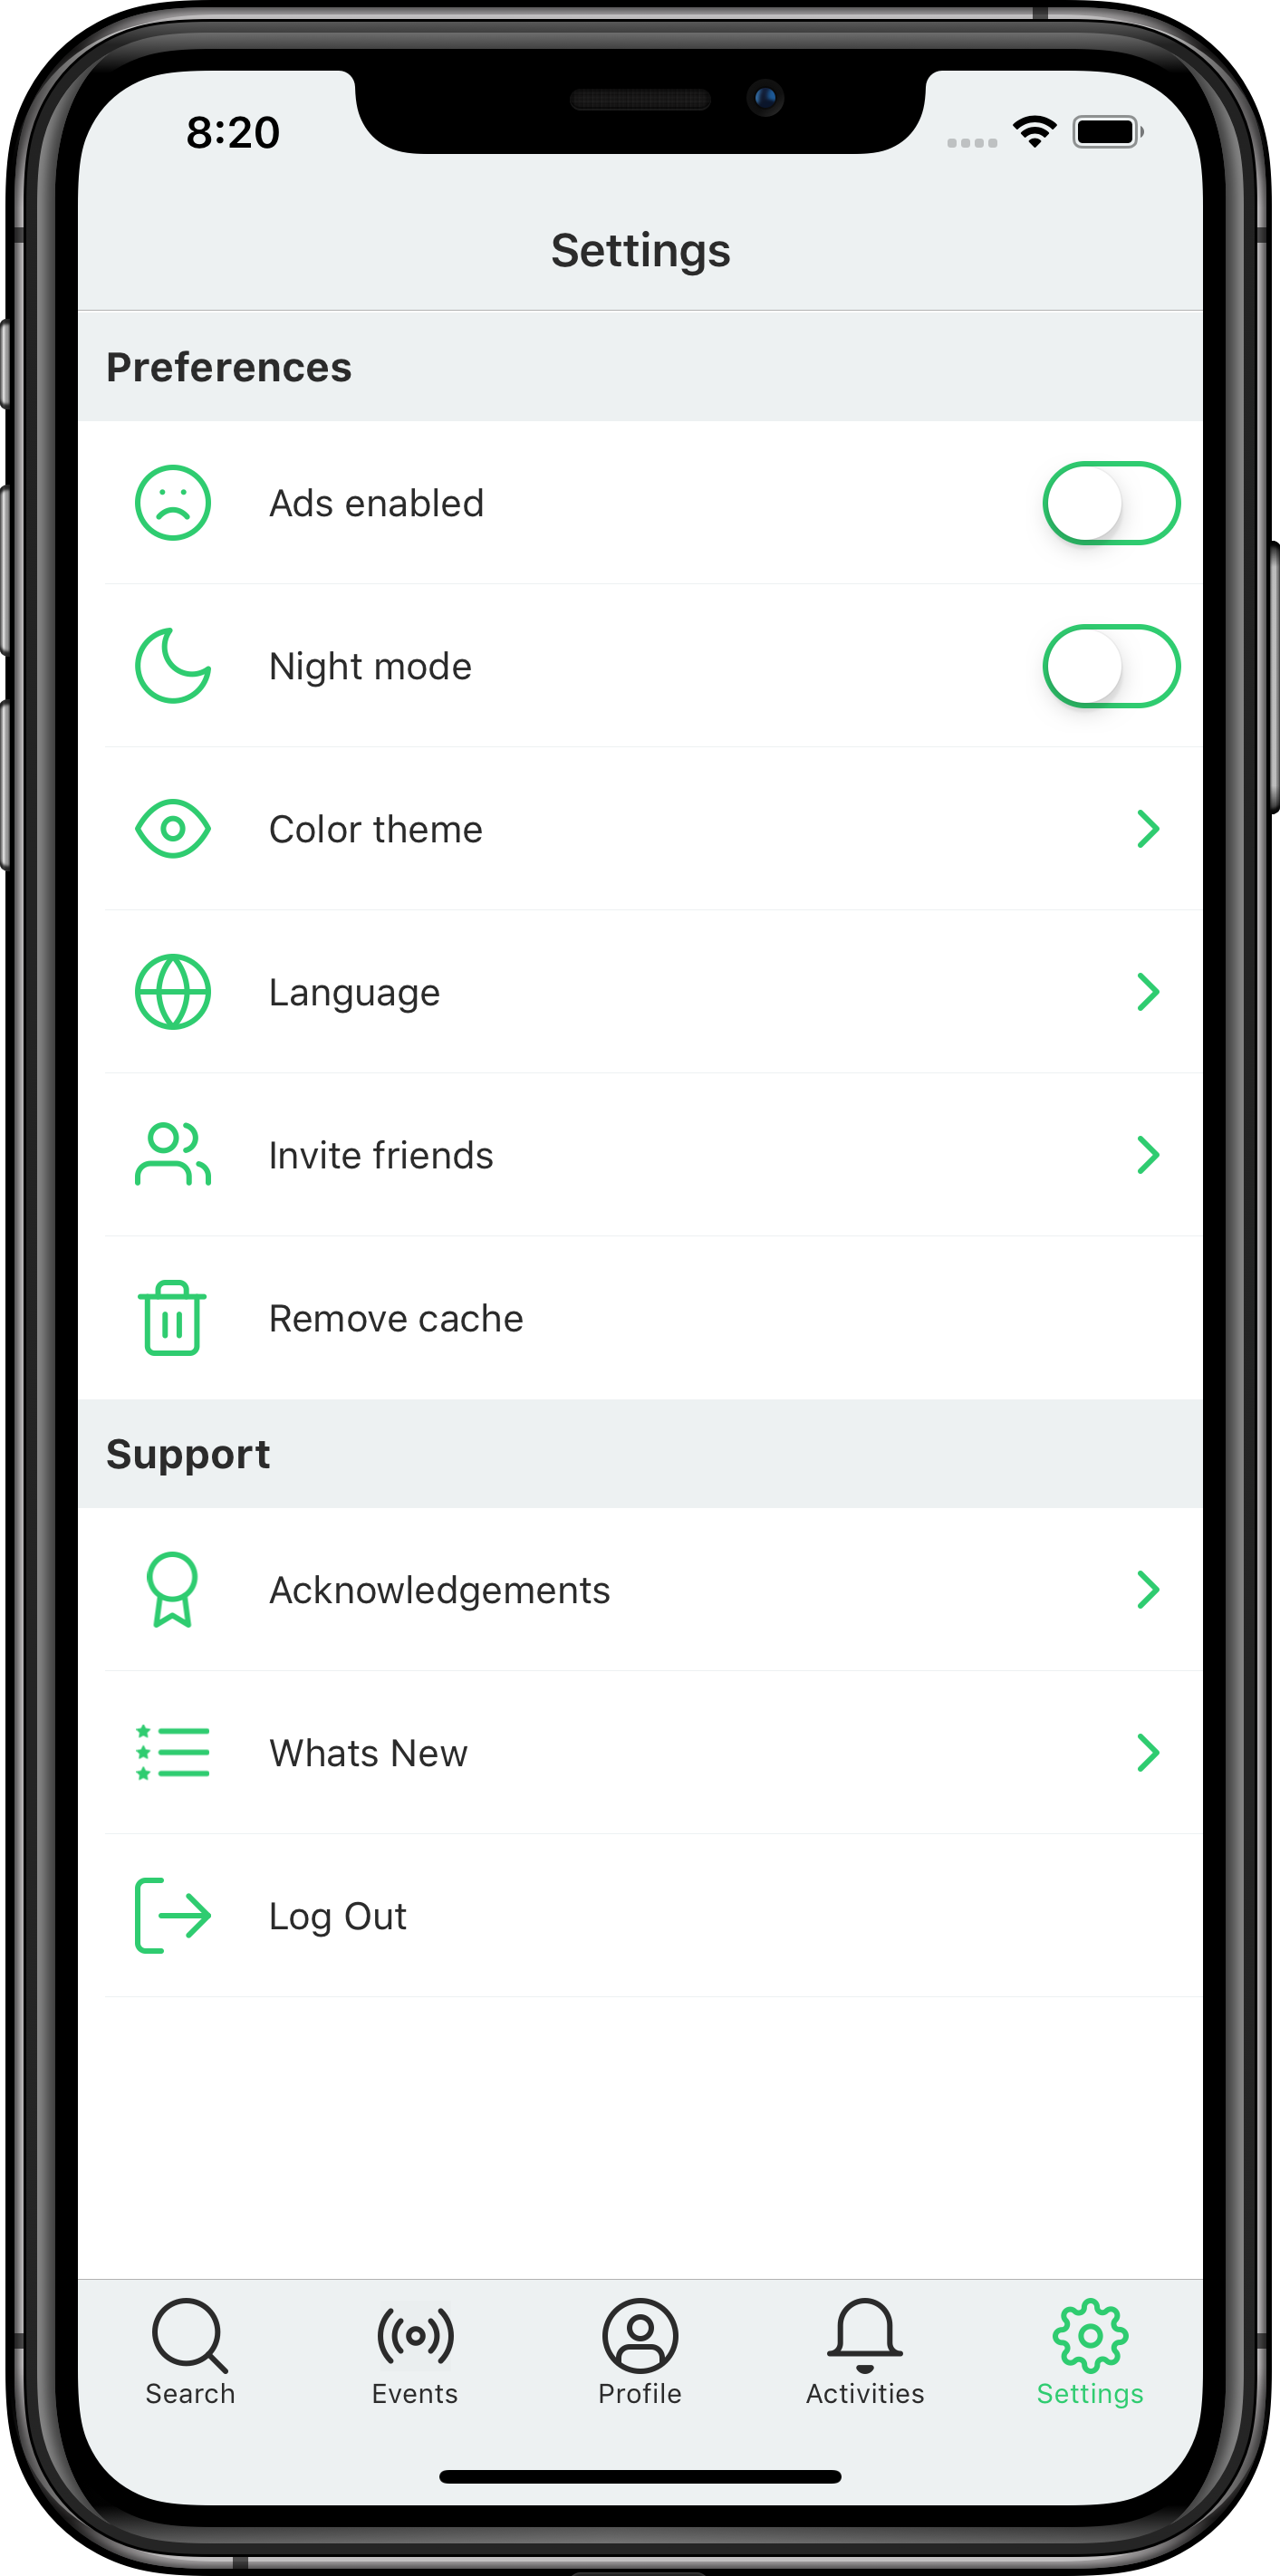 8:20
Settings
Preferences
Ads enabled
Night mode
Color theme
Language
Invite friends
Remove cache
Support
Acknowledgements
Whats New
Log Out
Search
Events
Profile
Activities
Settings